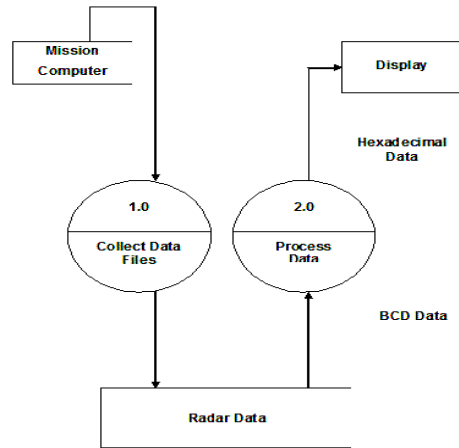 Mission
Computer
Display
Hexadecimal
Data
1.0
Collect Data
Files
2.0
Process
Data
BCD Data
Radar Data